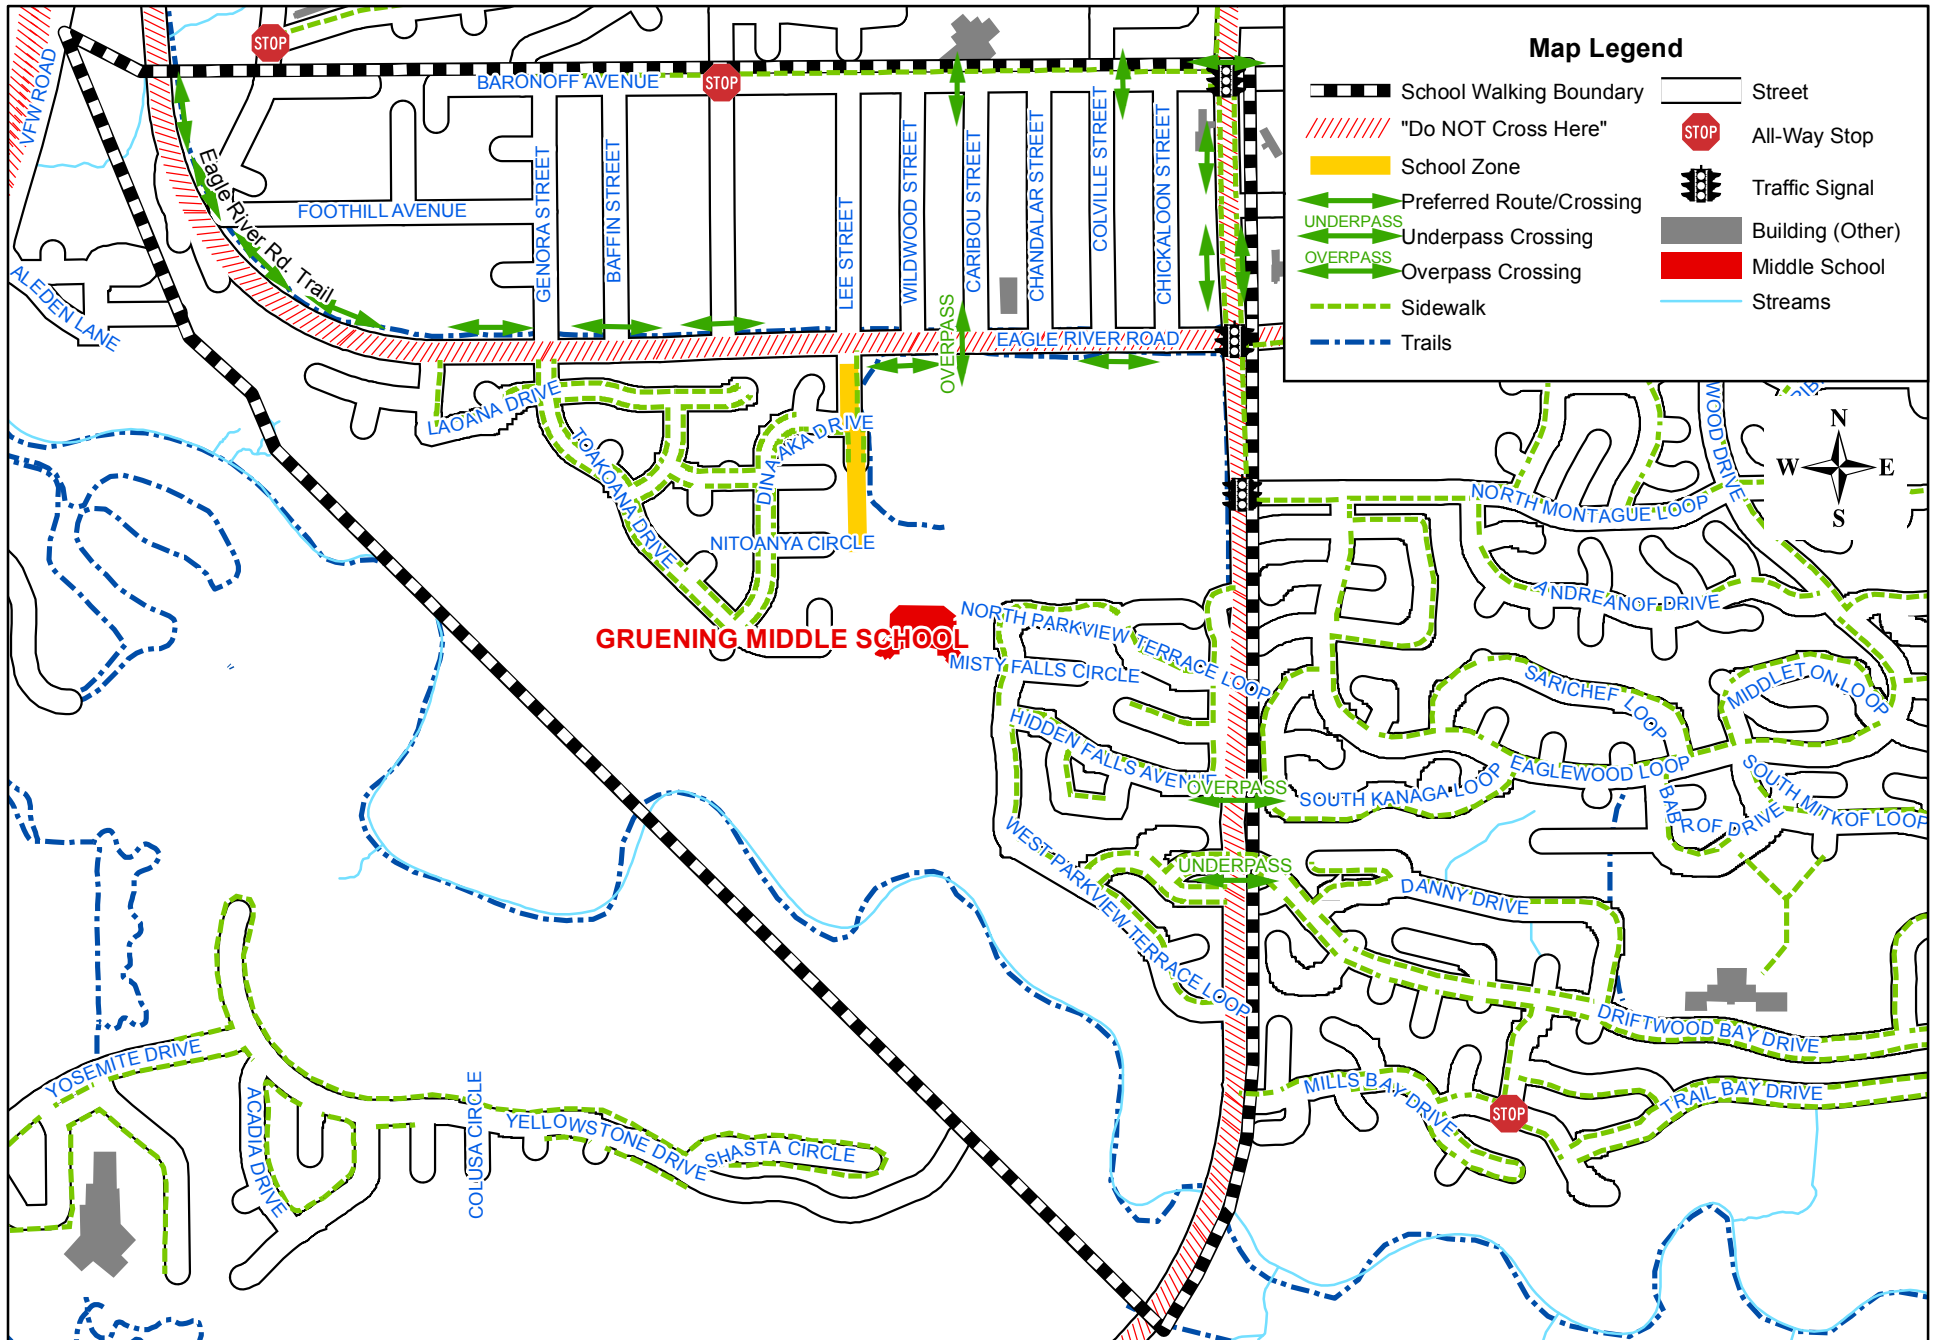 Map Legend
School Walking Boundary
"Do NOT Cross Here"
School Zone
Preferred Route/Crossing
UNDERPASS
Underpass Crossing
OVERPASS
Overpass Crossing
Sidewalk
Trails
Street
STOP
All-Way Stop
Traffic Signal
Building (Other)
Middle School
Streams
STOP
VFW ROAD
BARONOFF AVENUE
STOP
Eagle River Rd. Trail
FOOTHILL AVENUE
GENORA STREET
BAFFIN STREET
LEE STREET
WILDWOOD STREET
CARIBOU STREET
CHANDALAR STREET
COLVILLE STREET
CHICKALOON STREET
ALEDEN LANE
OVERPASS
EAGLE RIVER ROAD
LAOANA DRIVE
TOAKOANA DRIVE
DINAAKA DRIVE
NITOANYA CIRCLE
GRUENING MIDDLE SCHOOL
WOOD DRIVE
N
W
E
S
NORTH MONTAGUE LOOP
ANDREANOF DRIVE
NORTH PARKVIEW TERRACE LOOP
MISTY FALLS CIRCLE
HIDDEN FALLS AVENUE
OVERPASS
SARICHEF LOOP
MIDDLETON LOOP
EAGLEWOOD LOOP
SOUTH KANAGA LOOP
SOUTH MITKOF LOOP
BABROF DRIVE
WEST PARKVIEW TERRACE LOOP
UNDERPASS
DANNY DRIVE
DRIFTWOOD BAY DRIVE
MILLS BAY DRIVE
STOP
TRAIL BAY DRIVE
YOSEMITE DRIVE
ACADIA DRIVE
COLUSA CIRCLE
YELLOWSTONE DRIVE
SHASTA CIRCLE